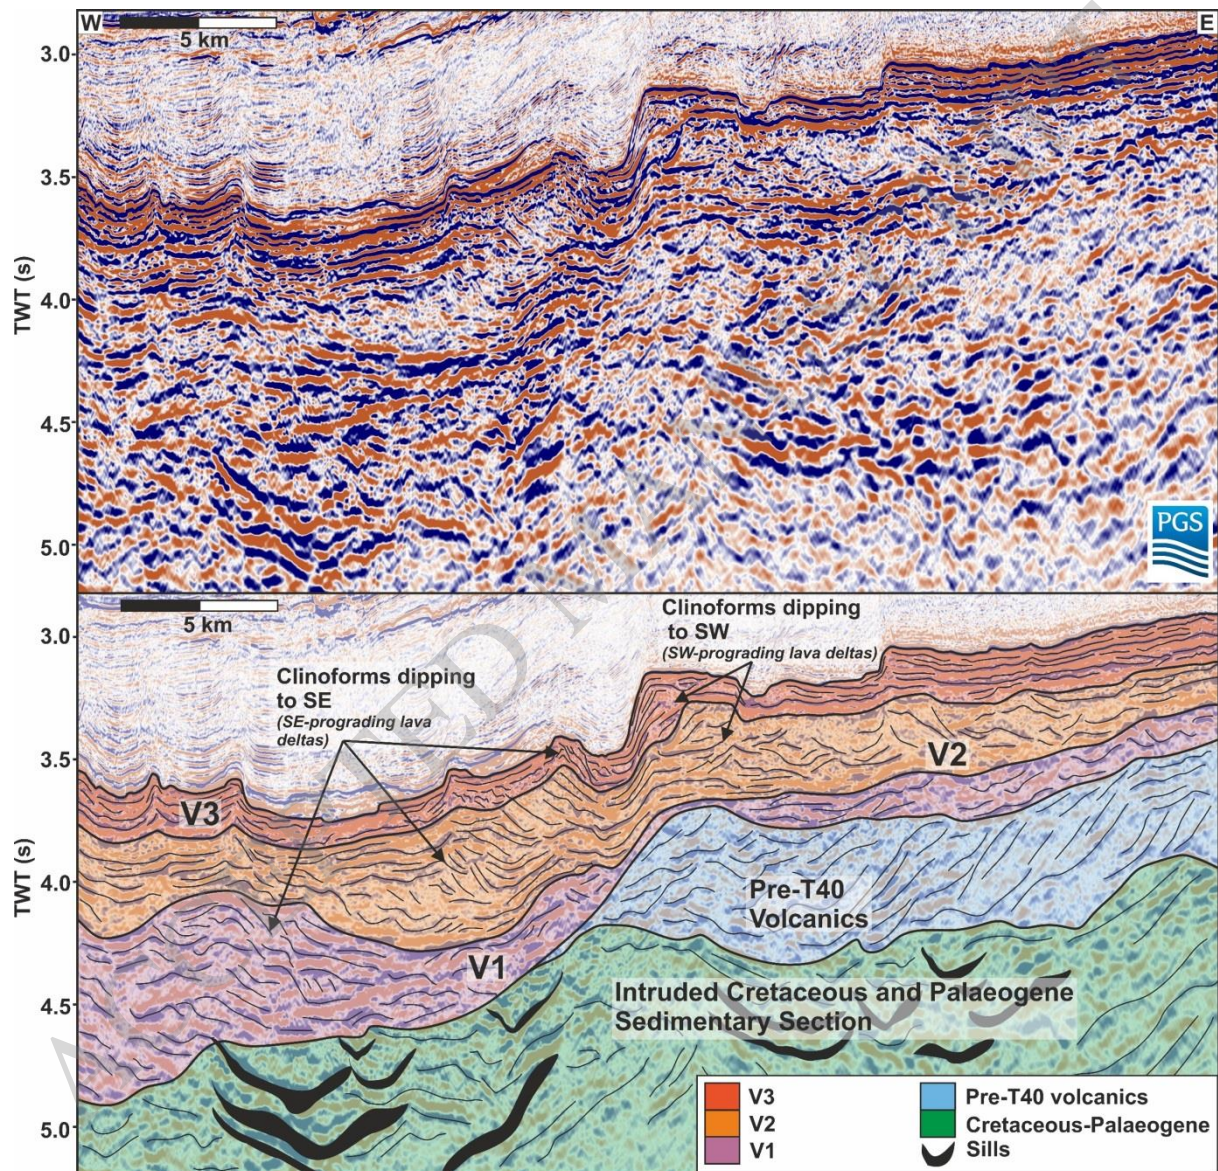 W
E
5 km
3.0
3.5
4.0
4.5
5.0
TWT (s)
PGS
5 km
3.0
3.5
4.0
4.5
5.0
TWT (s)
Clinoforms dipping
to SW
(SW-prograding lava deltas)
Clinoforms dipping
to SE
(SE-prograding lava
deltas)
V3
V2
V1
Pre-T40
Volcanics
Intruded Cretaceous and Palaeogene
Sedimentary Section
V3
V2
V1
Pre-T40 volcanics
Cretaceous-Palaeogene
Sills